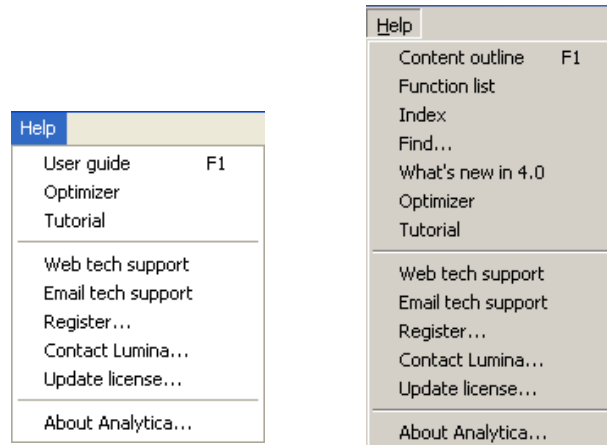 Help
User guide F1
Optimizer
Tutorial
Web tech support
Email tech support
Register...
Contact Lumina...
Update license...
About Analytica...
Help
Content outline F1
Function list
Index
Find...
What's new in 4.0
Optimizer
Tutorial
Web tech support
Email tech support
Register...
Contact Lumina...
Update license...
About Analytica...